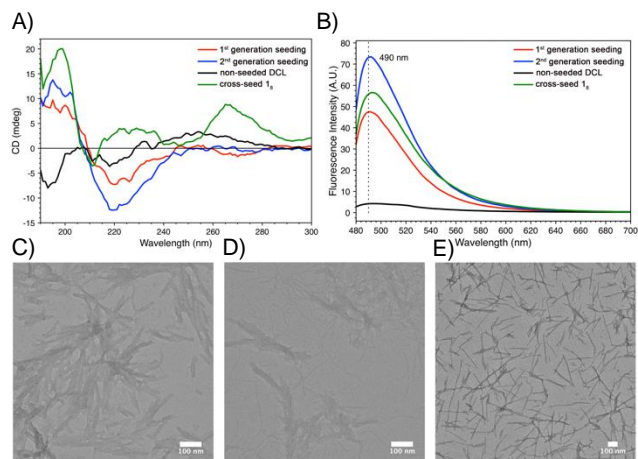 A)
1st generation seeding
2nd generation seeding
non-seeded DCL
cross-seed 18
CD (mdeg)
20
15
10
5
0
-5
-10
-15
200
220
240
260
280
300
Wavelength (nm)
B)
490 nm
1st generation seeding
2nd generation seeding
non-seeded DCL
cross-seed 18
Fluorescence Intensity (A.U.)
80
70
60
50
40
30
20
10
0
480
500
520
540
560
580
600
620
640
660
680
700
Wavelength (nm)
C)
100 nm
D)
100 nm
E)
100 nm